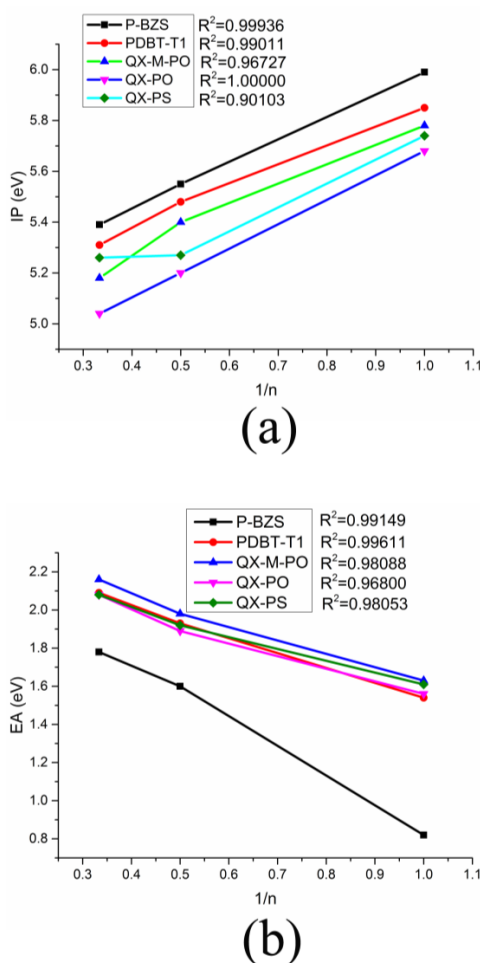 P-BZS R²=0.99936
PDBT-T1 R²=0.99011
QX-M-PO R²=0.96727
QX-PO R²=1.00000
QX-PS R²=0.90103
6.0
5.8
5.6
5.4
5.2
5.0
IP (eV)
0.3 0.4 0.5 0.6 0.7 0.8 0.9 1.0 1.1
1/n
(a)
P-BZS R²=0.99149
PDBT-T1 R²=0.99611
QX-M-PO R²=0.98088
QX-PO R²=0.96800
QX-PS R²=0.98053
2.2
2.0
1.8
1.6
1.4
1.2
1.0
0.8
EA (eV)
0.3 0.4 0.5 0.6 0.7 0.8 0.9 1.0 1.1
1/n
(b)